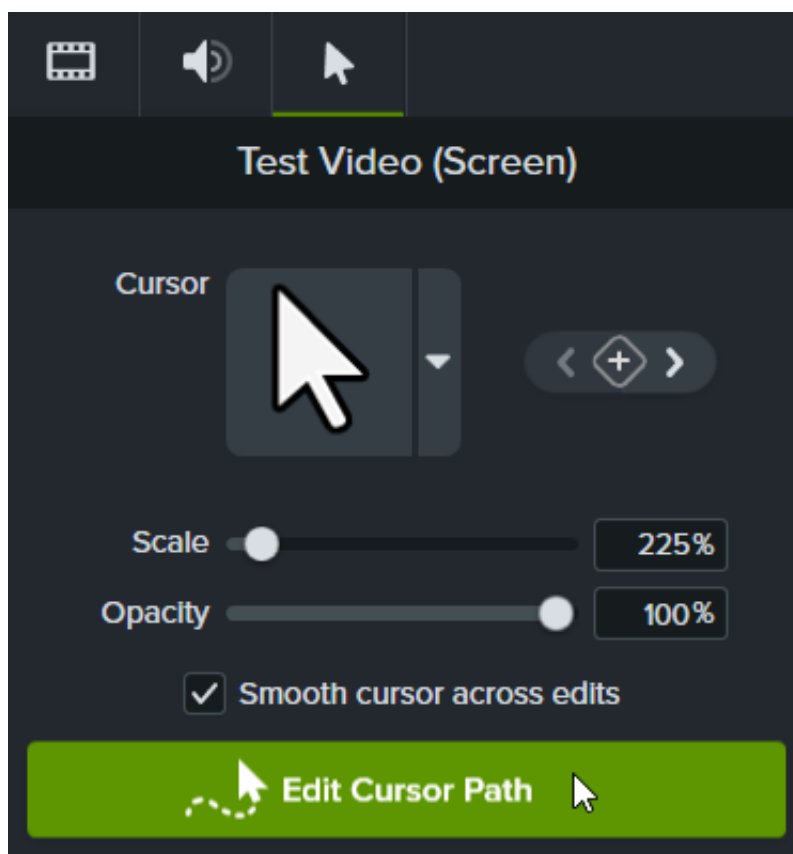 Test Video (Screen)
Cursor
Scale 225%
Opacity 100%
Smooth cursor across edits
Edit Cursor Path